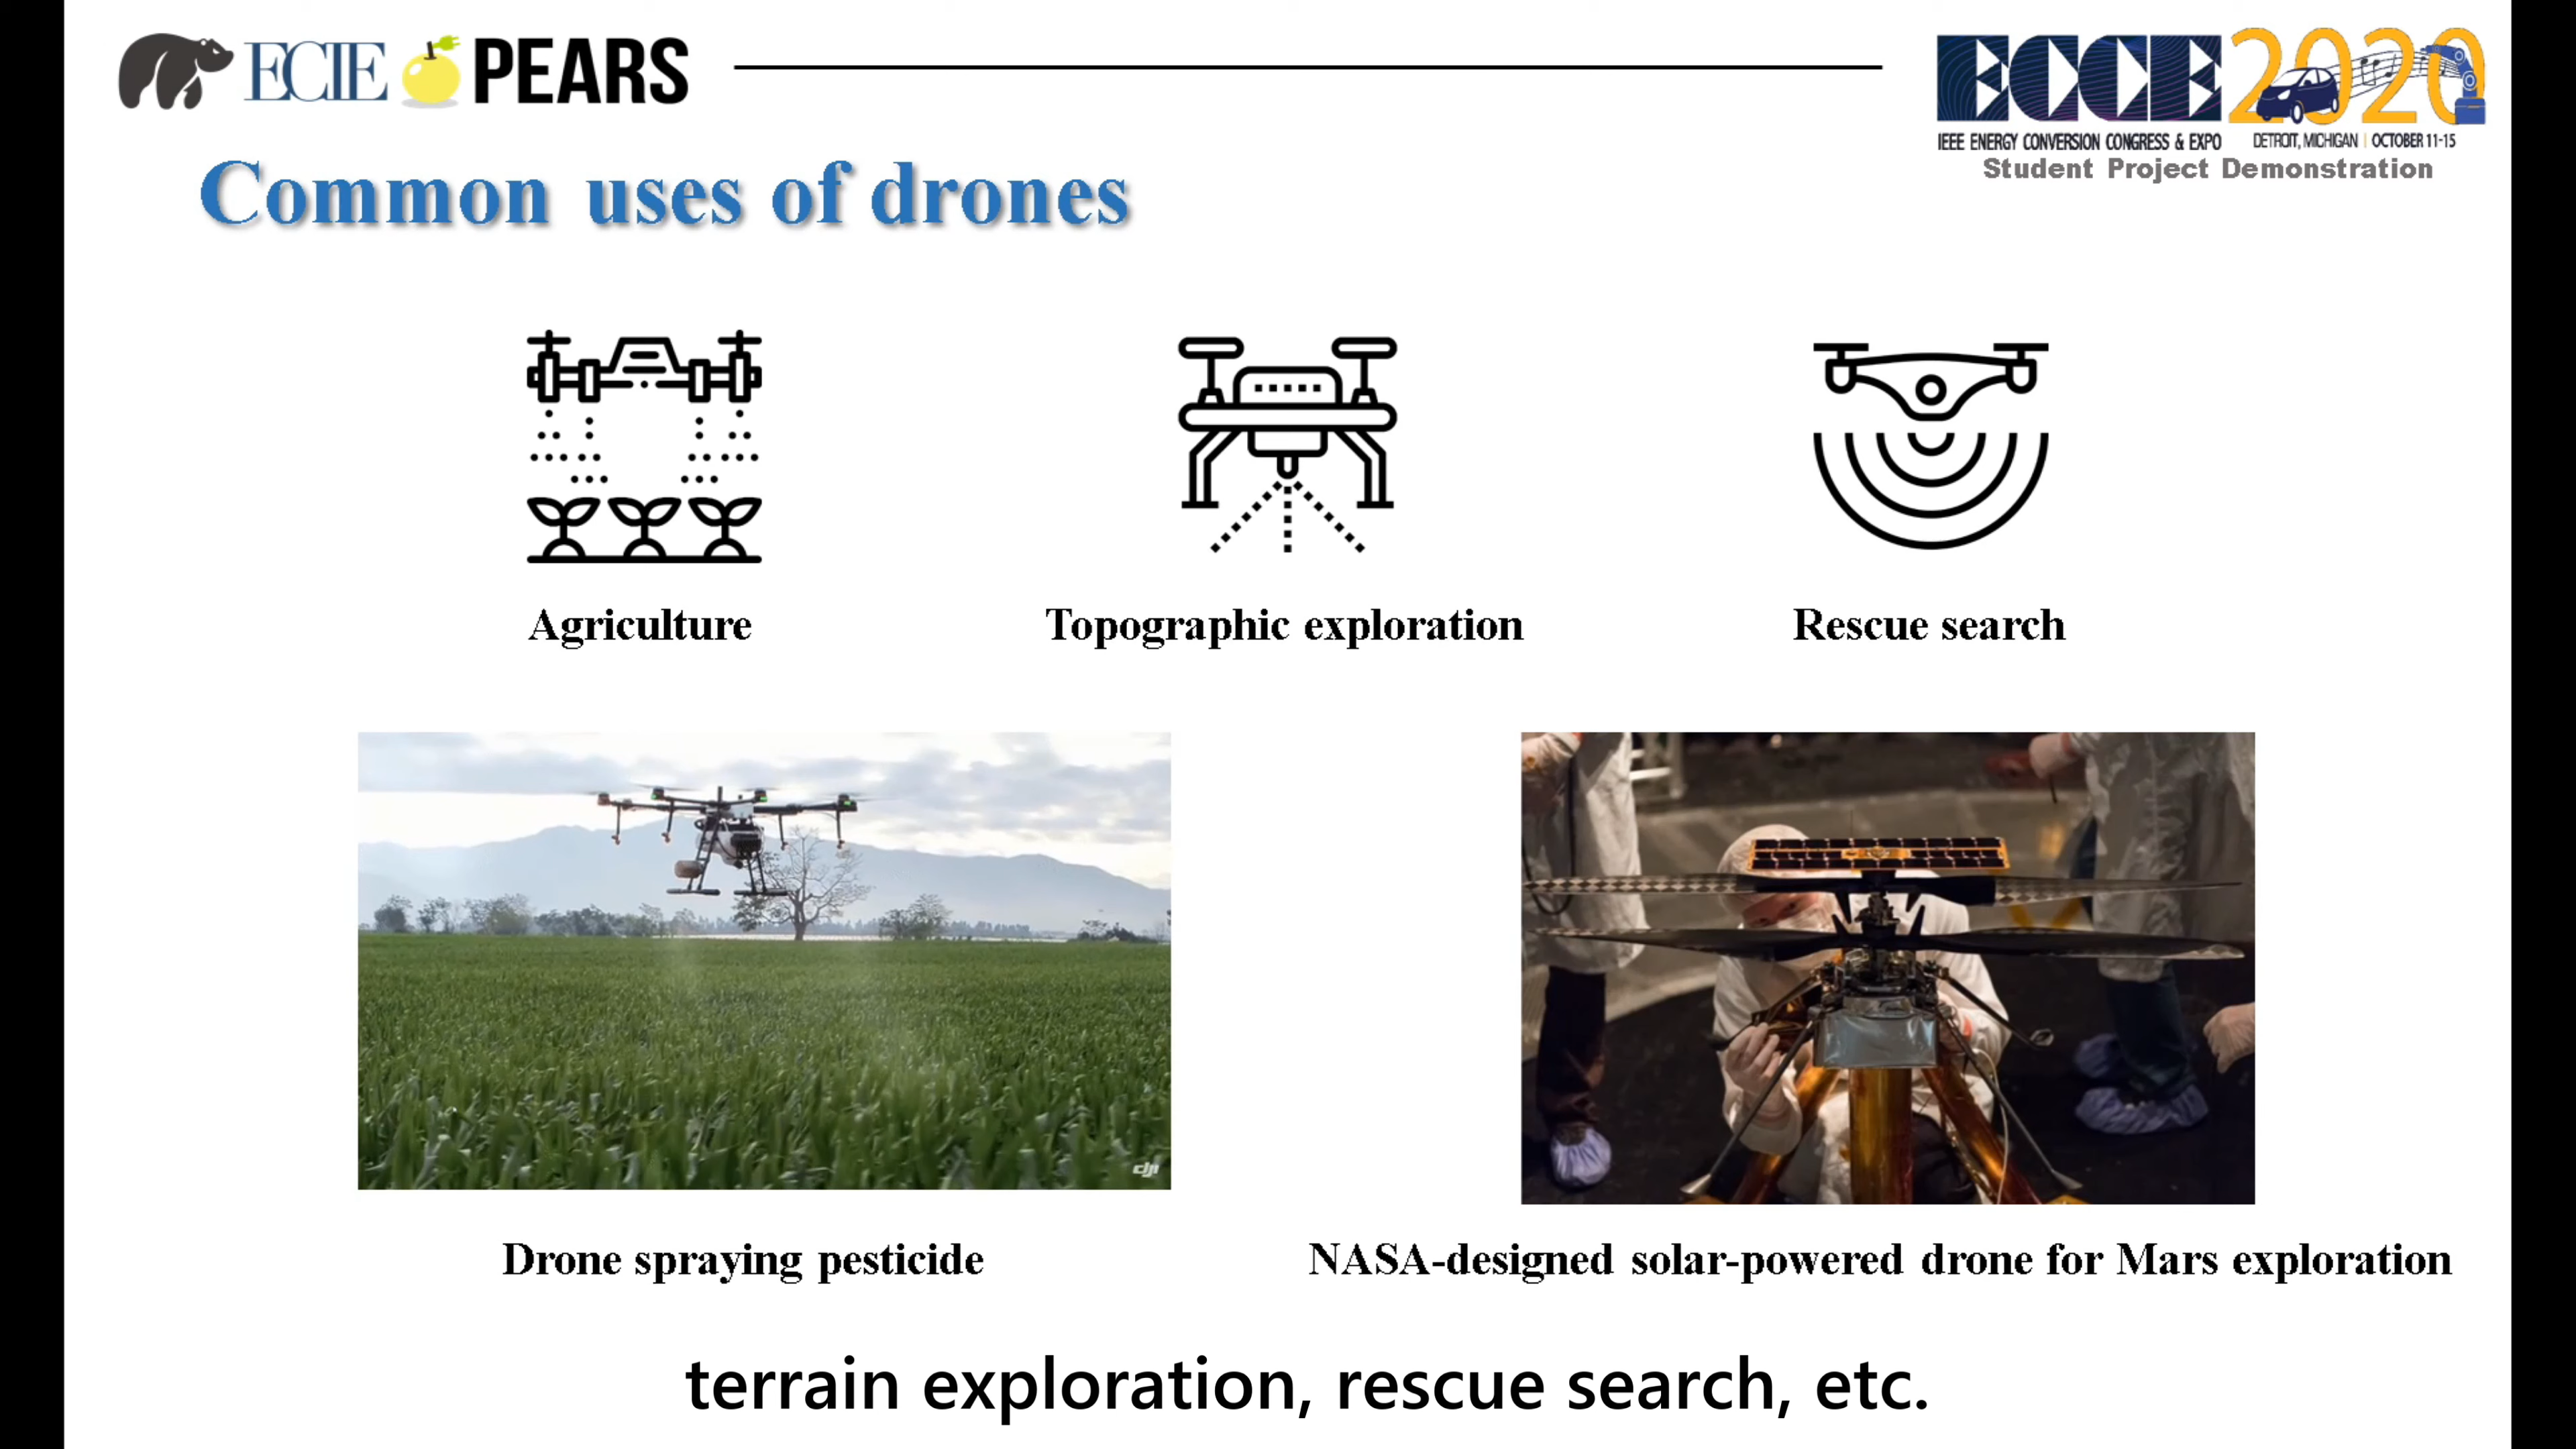 ECIE PEARS
ECCE 2020
IEEE ENERGY CONVERSION CONGRESS & EXPO DETROIT, MICHIGAN | OCTOBER 11-15
Student Project Demonstration
Common uses of drones
Agriculture
Topographic exploration
Rescue search
dji
Drone spraying pesticide
NASA-designed solar-powered drone for Mars exploration
terrain exploration, rescue search, etc.